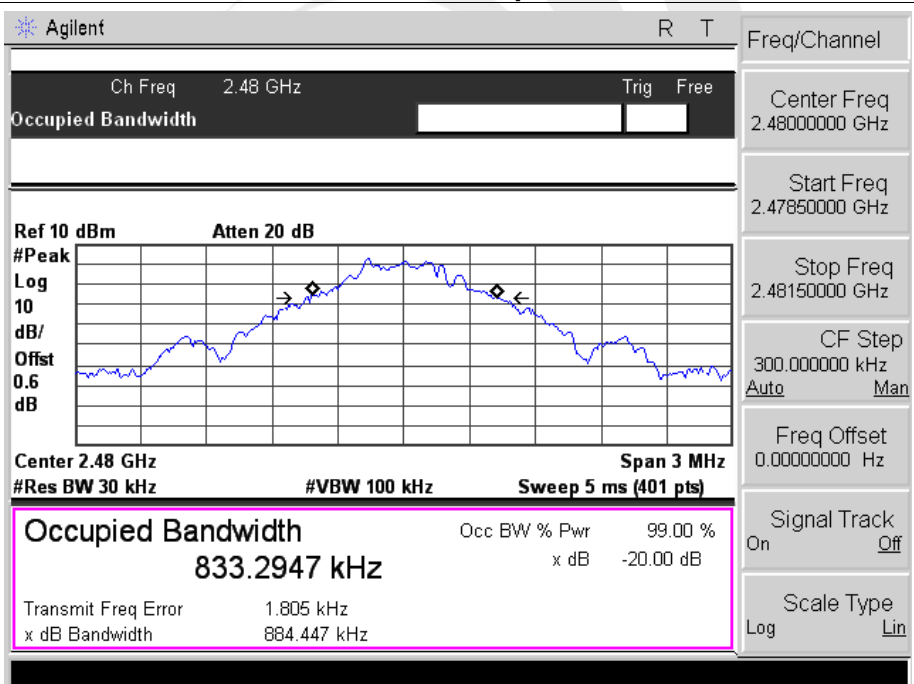 Agilent R T
Ch Freq 2.48 GHz Trig Free
Occupied Bandwidth
Ref 10 dBm Atten 20 dB
#Peak
Log
10
dB/
Offst
0.6
dB
Center 2.48 GHz Span 3 MHz
#Res BW 30 kHz #VBW 100 kHz Sweep 5 ms (401 pts)
Occupied Bandwidth
833.2947 kHz
Occ BW % Pwr 99.00 %
x dB -20.00 dB
Transmit Freq Error 1.805 kHz
x dB Bandwidth 884.447 kHz
Freq/Channel
Center Freq
2.48000000 GHz
Start Freq
2.47850000 GHz
Stop Freq
2.48150000 GHz
CF Step
300.000000 kHz
Auto Man
Freq Offset
0.00000000 Hz
Signal Track
On Off
Scale Type
Log Lin